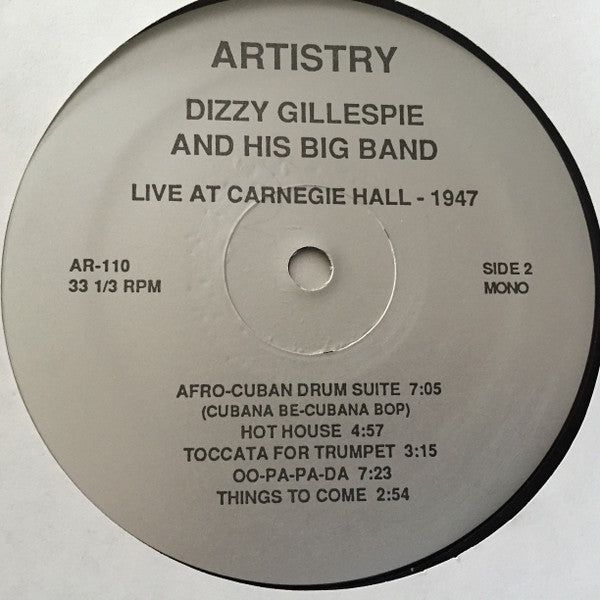 ARTISTRY
DIZZY GILLESPIE
AND HIS BIG BAND
LIVE AT CARNEGIE HALL - 1947
AR-110
33 1/3 RPM
SIDE 2
MONO
AFRO-CUBAN DRUM SUITE 7:05
(CUBANA BE-CUBANA BOP)
HOT HOUSE 4:57
TOCCATA FOR TRUMPET 3:15
OO-PA-PA-DA 7:23
THINGS TO COME 2:54